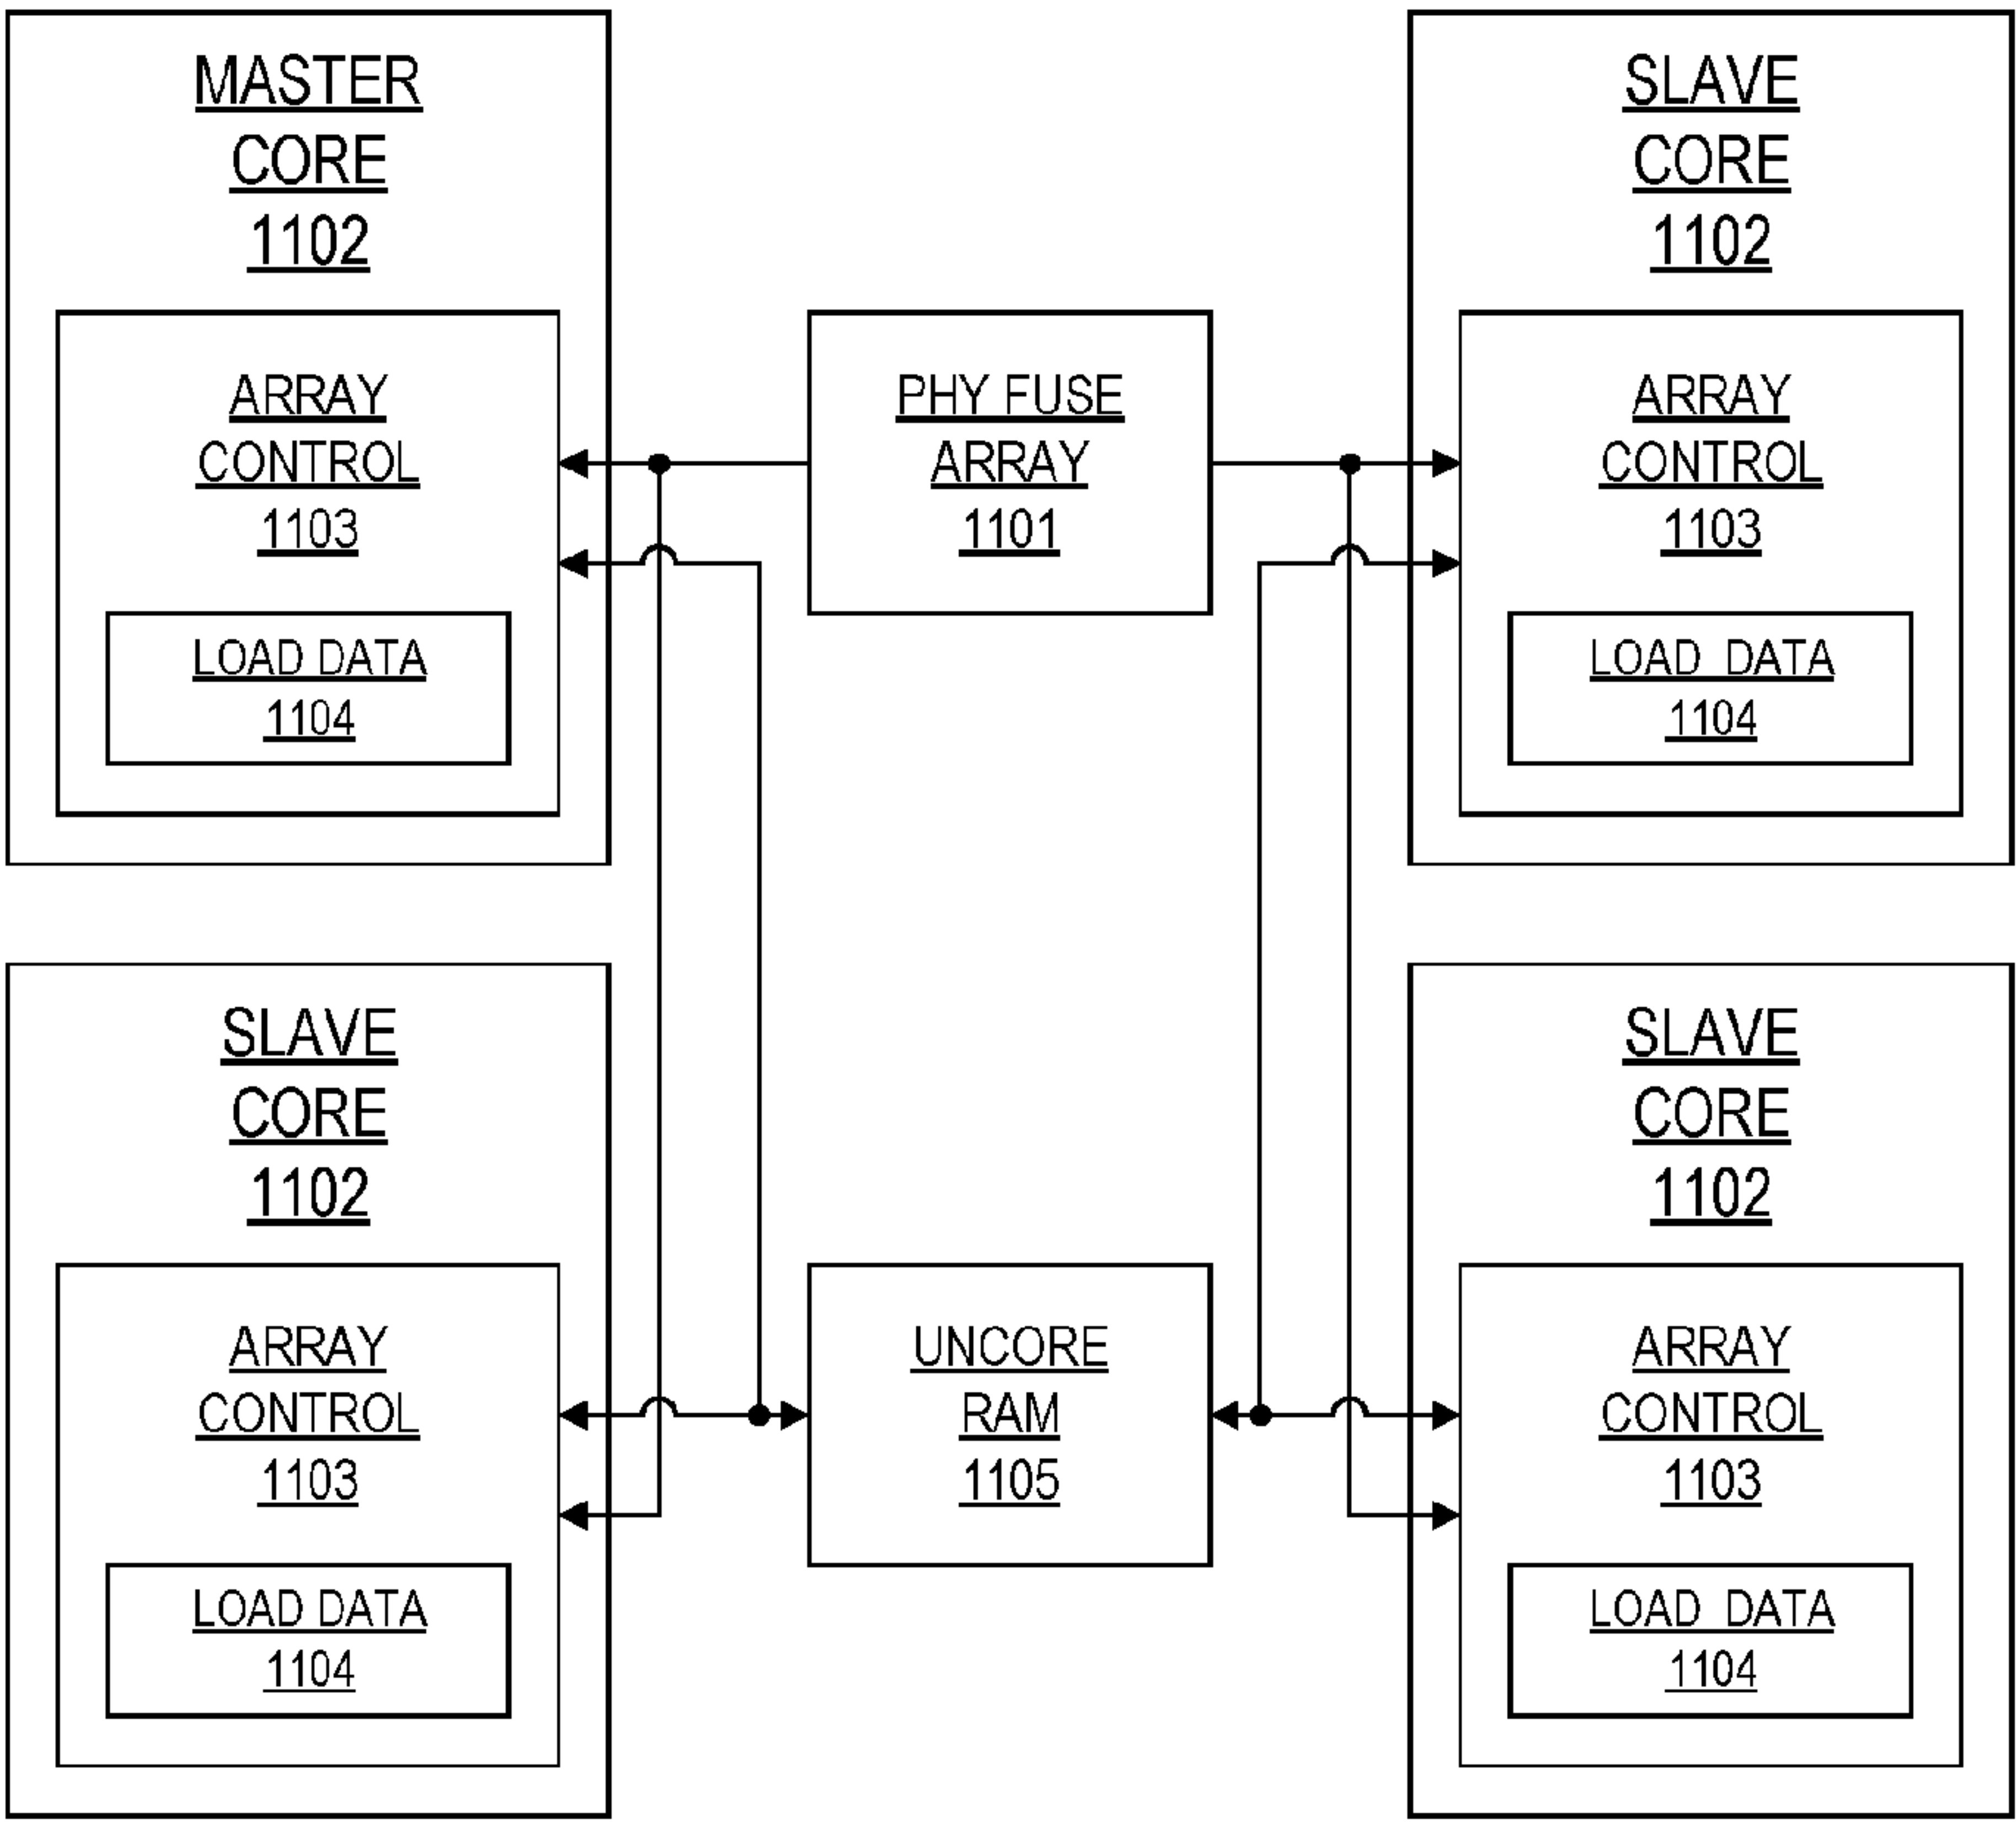 MASTER
CORE
1102
ARRAY
CONTROL
1103
LOAD DATA
1104
PHY FUSE
ARRAY
1101
SLAVE
CORE
1102
ARRAY
CONTROL
1103
LOAD DATA
1104
SLAVE
CORE
1102
ARRAY
CONTROL
1103
LOAD DATA
1104
UNCORE
RAM
1105
SLAVE
CORE
1102
ARRAY
CONTROL
1103
LOAD DATA
1104